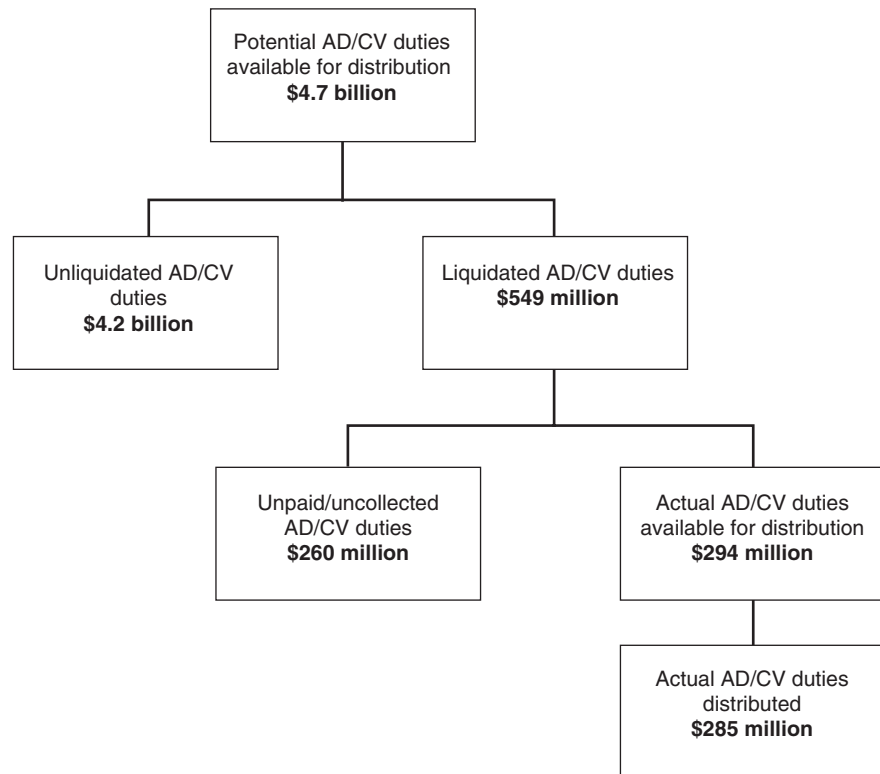 Potential AD/CV duties
available for distribution
$4.7 billion
Unliquidated AD/CV
duties
$4.2 billion
Liquidated AD/CV duties
$549 million
Unpaid/uncollected
AD/CV duties
$260 million
Actual AD/CV duties
available for distribution
$294 million
Actual AD/CV duties
distributed
$285 million